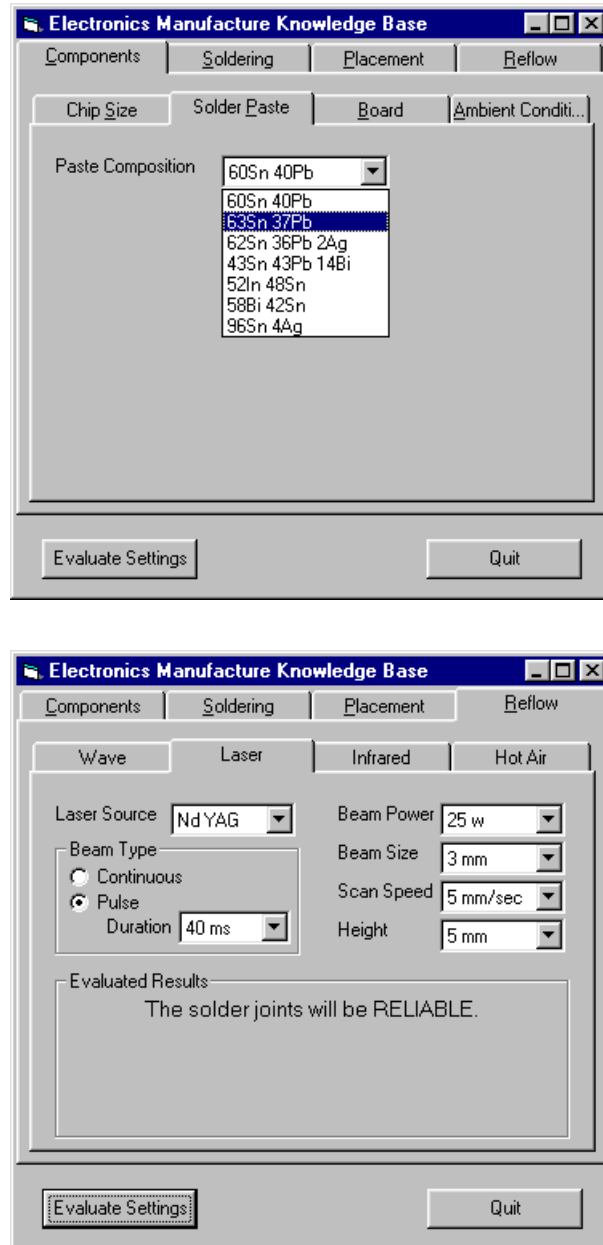 Electronics Manufacture Knowledge Base
Components Soldering Placement Reflow
Chip Size Solder Paste Board Ambient Conditi...
Paste Composition 60Sn 40Pb
60Sn 40Pb
63Sn 37Pb
62Sn 36Pb 2Ag
43Sn 43Pb 14Bi
52In 48Sn
58Bi 42Sn
96Sn 4Ag
Evaluate Settings Quit
Electronics Manufacture Knowledge Base
Components Soldering Placement Reflow
Wave Laser Infrared Hot Air
Laser Source Nd YAG Beam Power 25 w
Beam Type Beam Size 3 mm
Continuous
Pulse Scan Speed 5 mm/sec
Duration 40 ms Height 5 mm
Evaluated Results
The solder joints will be RELIABLE.
Evaluate Settings Quit